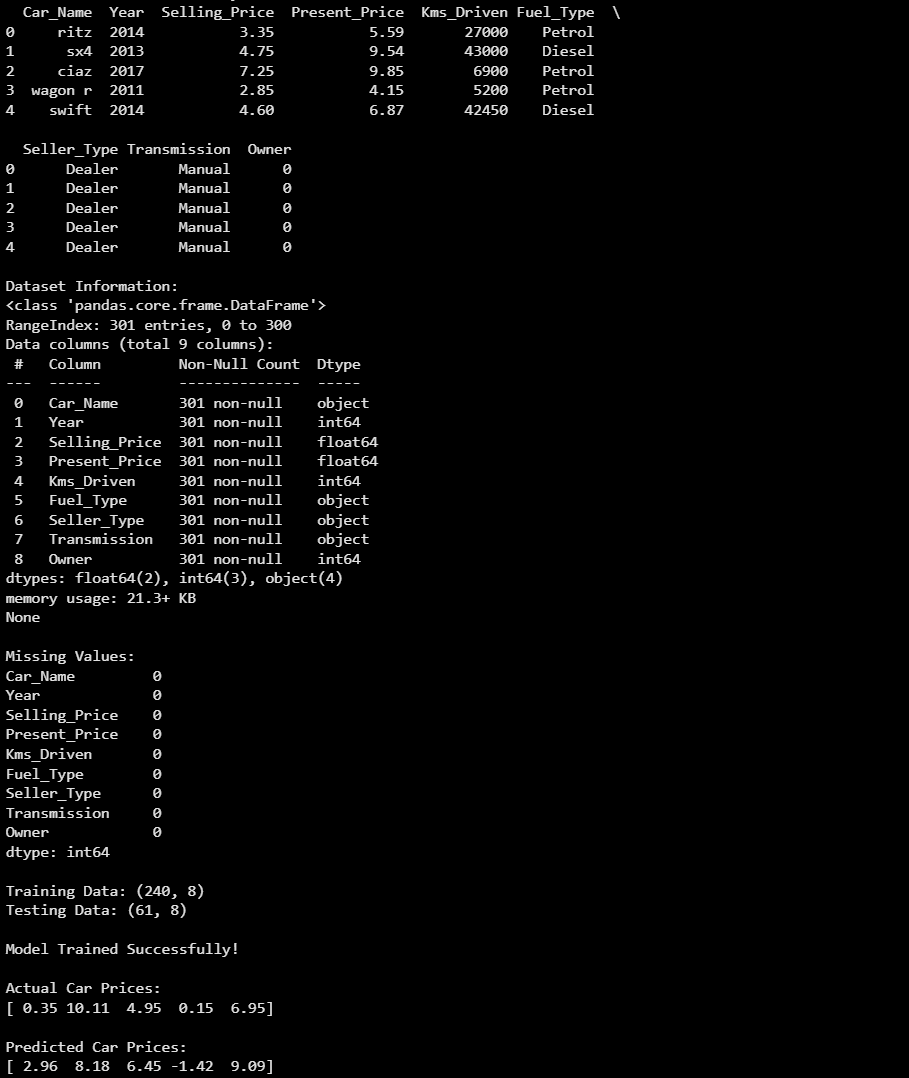 Car_Name  Year  Selling_Price  Present_Price  Kms_Driven Fuel_Type  \
0     ritz  2014           3.35           5.59       27000    Petrol
1      sx4  2013           4.75           9.54       43000    Diesel
2     ciaz  2017           7.25           9.85        6900    Petrol
3  wagon r  2011           2.85           4.15        5200    Petrol
4    swift  2014           4.60           6.87       42450    Diesel

  Seller_Type Transmission  Owner
0      Dealer       Manual      0
1      Dealer       Manual      0
2      Dealer       Manual      0
3      Dealer       Manual      0
4      Dealer       Manual      0

Dataset Information:
<class 'pandas.core.frame.DataFrame'>
RangeIndex: 301 entries, 0 to 300
Data columns (total 9 columns):
 #   Column         Non-Null Count  Dtype
---  ------         --------------  -----
 0   Car_Name       301 non-null    object
 1   Year           301 non-null    int64
 2   Selling_Price  301 non-null    float64
 3   Present_Price  301 non-null    float64
 4   Kms_Driven     301 non-null    int64
 5   Fuel_Type      301 non-null    object
 6   Seller_Type    301 non-null    object
 7   Transmission   301 non-null    object
 8   Owner          301 non-null    int64
dtypes: float64(2), int64(3), object(4)
memory usage: 21.3+ KB
None

Missing Values:
Car_Name         0
Year             0
Selling_Price    0
Present_Price    0
Kms_Driven       0
Fuel_Type        0
Seller_Type      0
Transmission     0
Owner            0
dtype: int64

Training Data: (240, 8)
Testing Data: (61, 8)

Model Trained Successfully!

Actual Car Prices:
[ 0.35 10.11  4.95  0.15  6.95]

Predicted Car Prices:
[ 2.96  8.18  6.45 -1.42  9.09]